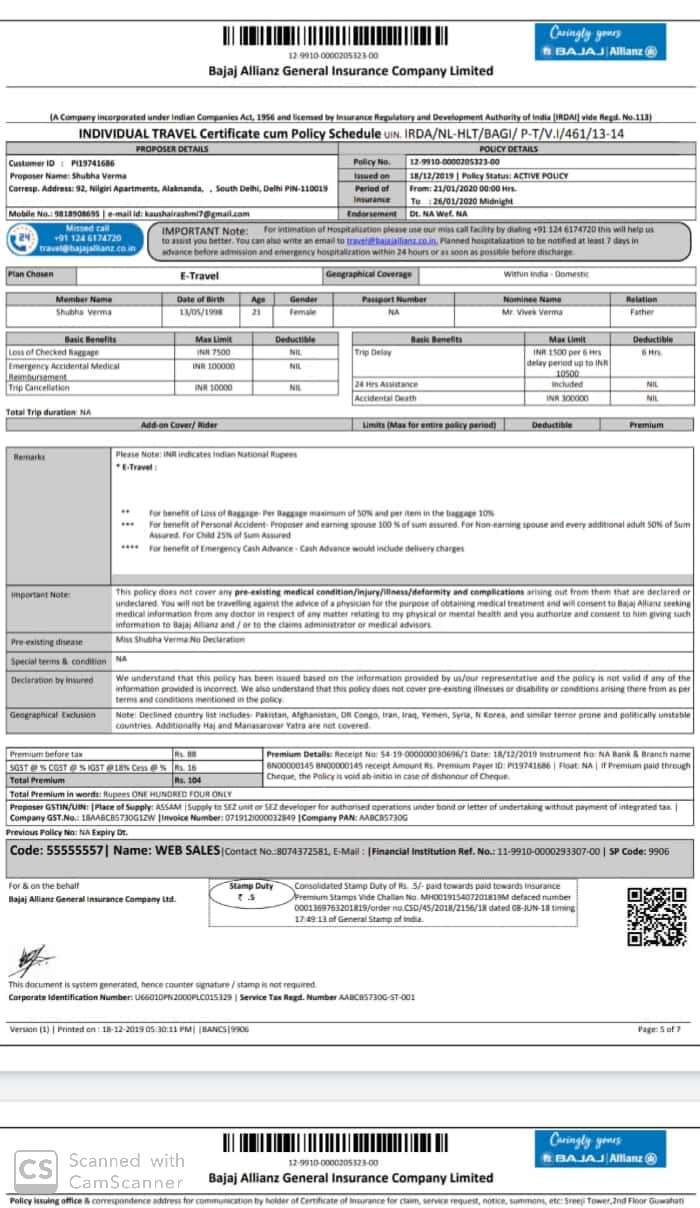 Caringly yours
BAJAJ Allianz
12-9910-0000205323-00
Bajaj Allianz General Insurance Company Limited
(A Company incorporated under Indian Companies Act, 1956 and licensed by Insurance Regulatory and Development Authority of India [IRDAI] vide Regd. No.113)
INDIVIDUAL TRAVEL Certificate cum Policy Schedule UIN. IRDA/NL-HLT/BAGI/ P-T/V.I/461/13-14
PROPOSER DETAILS POLICY DETAILS
Customer ID : PI19741686 Policy No. 12-9910-0000205323-00
Proposer Name: Shubha Verma Issued on 18/12/2019 | Policy Status: ACTIVE POLICY
Corresp. Address: 92, Nilgiri Apartments, Alaknanda, , South Delhi, Delhi PIN-110019 Period of Insurance From: 21/01/2020 00:00 Hrs.
To :26/01/2020 Midnight
Mobile No.: 9818908695 | e-mail id: kaushairashmi7@gmail.com Endorsement Dt. NA Wef. NA
24
Missed call
+91 124 6174720
travel@bajajallianz.co.in
IMPORTANT Note: For intimation of Hospitalization please use our miss call facility by dialing +91 124 6174720 this will help us
to assist you better. You can also write an email to travel@bajajallianz.co.in. Planned hospitalization to be notified at least 7 days in
advance before admission and emergency hospitalization within 24 hours or as soon as possible before discharge.
Plan Chosen E-Travel Geographical Coverage Within India - Domestic
Member Name Date of Birth Age Gender Passport Number Nominee Name Relation
Shubha Verma 13/05/1998 21 Female NA Mr. Vivek Verma Father
Basic Benefits Max Limit Deductible Basic Benefits Max Limit Deductible
Loss of Checked Baggage INR 7500 NIL Trip Delay INR 1500 per 6 Hrs delay period up to INR 10500 6 Hrs.
Emergency Accidental Medical Reimbursement INR 100000 NIL
Trip Cancellation INR 10000 NIL 24 Hrs Assistance Included NIL
Accidental Death INR 300000 NIL
Total Trip duration: NA
Add-on Cover/ Rider Limits (Max for entire policy period) Deductible Premium
Remarks Please Note: INR indicates Indian National Rupees
* E-Travel :
** For benefit of Loss of Baggage- Per Baggage maximum of 50% and per item in the baggage 10%
*** For benefit of Personal Accident- Proposer and earning spouse 100 % of sum assured. For Non-earning spouse and every additional adult 50% of Sum
Assured. For Child 25% of Sum Assured
**** For benefit of Emergency Cash Advance - Cash Advance would include delivery charges
Important Note: This policy does not cover any pre-existing medical condition/injury/illness/deformity and complications arising out from them that are declared or
undeclared. You will not be travelling against the advice of a physician for the purpose of obtaining medical treatment and will consent to Bajaj Allianz seeking
medical information from any doctor in respect of any matter relating to my physical or mental health and you authorize and consent to him giving such
information to Bajaj Allianz and / or to the claims administrator or medical advisors.
Pre-existing disease Miss Shubha Verma:No Declaration
Special terms & condition NA
Declaration by Insured We understand that this policy has been issued based on the information provided by us/our representative and the policy is not valid if any of the
information provided is incorrect. We also understand that this policy does not cover pre-existing illnesses or disability or conditions arising there from as per
terms and conditions mentioned in the policy.
Geographical Exclusion Note: Declined country list includes- Pakistan, Afghanistan, DR Congo, Iran, Iraq, Yemen, Syria, N Korea, and similar terror prone and politically unstable
countries. Additionally Haj and Manasarovar Yatra are not covered.
Premium before tax Rs. 88 Premium Details: Receipt No: 54-19-000000030696/1 Date: 18/12/2019 Instrument No: NA Bank & Branch name
SGST @ % CGST @ % IGST @18% Cess @ % Rs. 16 BN00000145 BN00000145 receipt Amount Rs. Premium Payer ID: PI19741686 | Float: NA | If Premium paid through
Total Premium Rs. 104 Cheque, the Policy is void ab-initio in case of dishonour of Cheque.
Total Premium in words: Rupees ONE HUNDRED FOUR ONLY
Proposer GSTIN/UIN: |Place of Supply: ASSAM |Supply to SEZ unit or SEZ developer for authorised operations under bond or letter of undertaking without payment of integrated tax. |
Company GST.No.: 18AABCB5730G1ZW |Invoice Number: 071912I000032849 |Company PAN: AABCB5730G
Previous Policy No: NA Expiry Dt.
Code: 55555557| Name: WEB SALES|Contact No.:8074372581, E-Mail : |Financial Institution Ref. No.: 11-9910-0000293307-00 | SP Code: 9906
For & on the behalf
Bajaj Allianz General Insurance Company Ltd.
Stamp Duty
₹ .5
Consolidated Stamp Duty of Rs. .5/- paid towards paid towards Insurance
Premium Stamps Vide Challan No. MH001915407201819M defaced number
0001369763201819/order no.CSD/45/2018/2156/18 dated 08-JUN-18 timing
17:49:13 of General Stamp of India.
This document is system generated, hence counter signature / stamp is not required.
Corporate Identification Number: U66010PN2000PLC015329 | Service Tax Regd. Number AABCB5730G-ST-001
Version (1) | Printed on : 18-12-2019 05:30:11 PM| |BANCS|9906 Page: 5 of 7
Caringly yours
BAJAJ Allianz
12-9910-0000205323-00
Bajaj Allianz General Insurance Company Limited
CS Scanned with
CamScanner
Policy issuing office & correspondence address for communication by holder of Certificate of Insurance for claim, service request, notice, summons, etc: Sreeji Tower,2nd Floor Guwahati